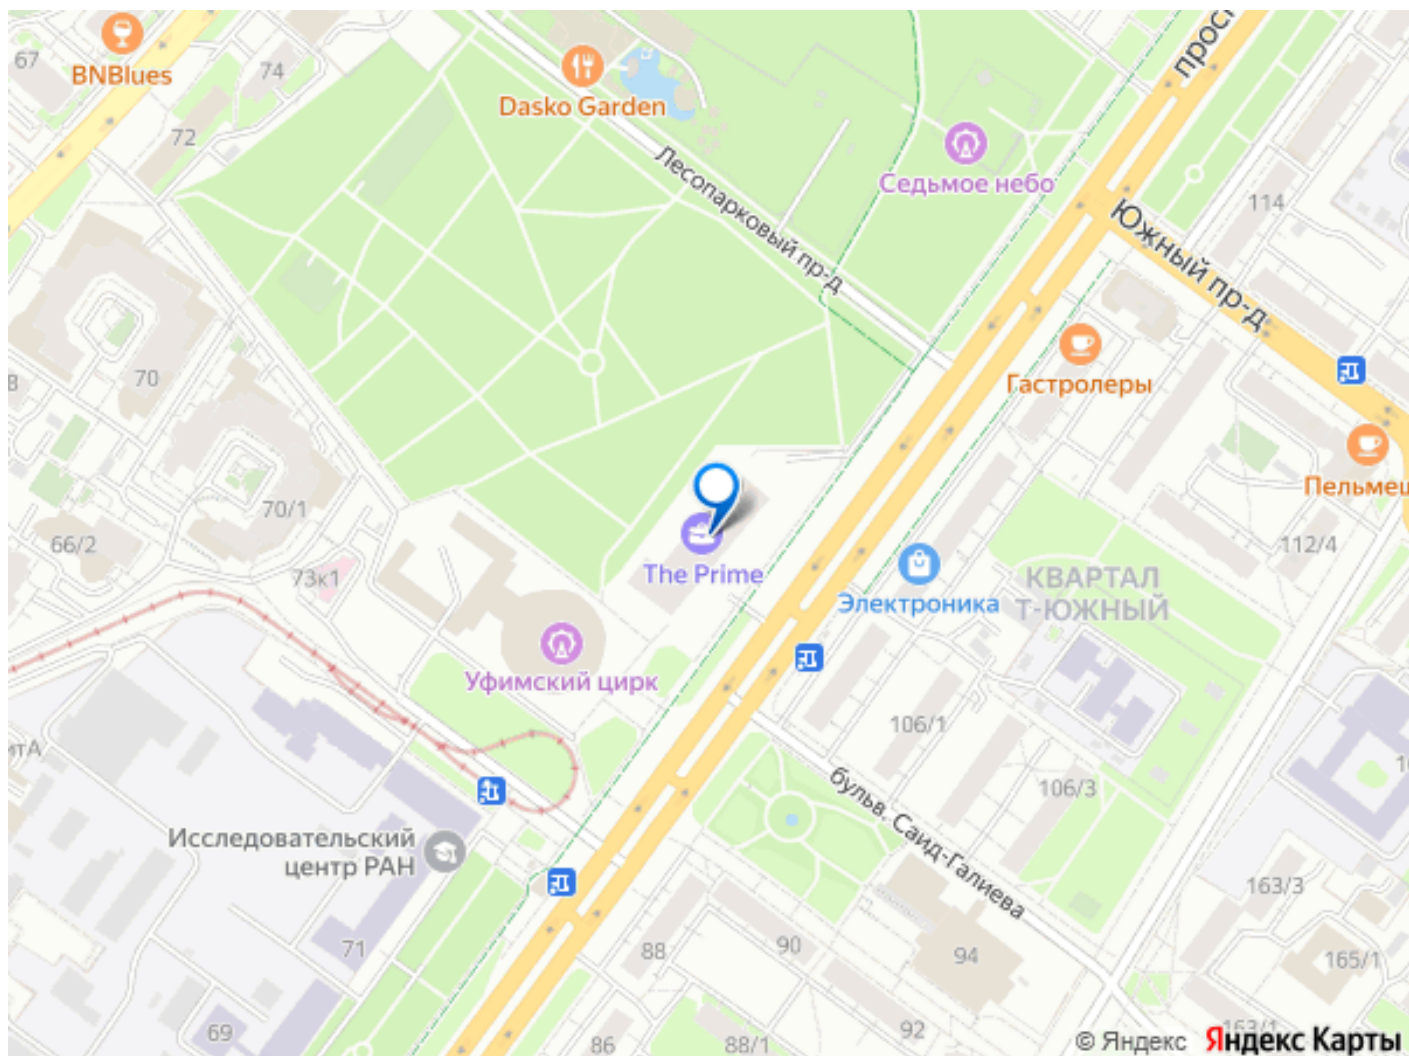 BNBlues
67
74
72
Dasko Garden
Лесопарковый пр-д
Седьмое небо
114
Южный пр-д
Гастролеры
70
70/1
66/2
73к1
The Prime
Уфимский цирк
Электроника
КВАРТАЛ
Т-ЮЖНЫЙ
112/4
106/1
106/3
бульв. Саид-Галиева
Исследовательский
центр РАН
71
69
88
90
94
86
88/1
92
163/3
165/1
163/1
© Яндекс Яндекс Карты